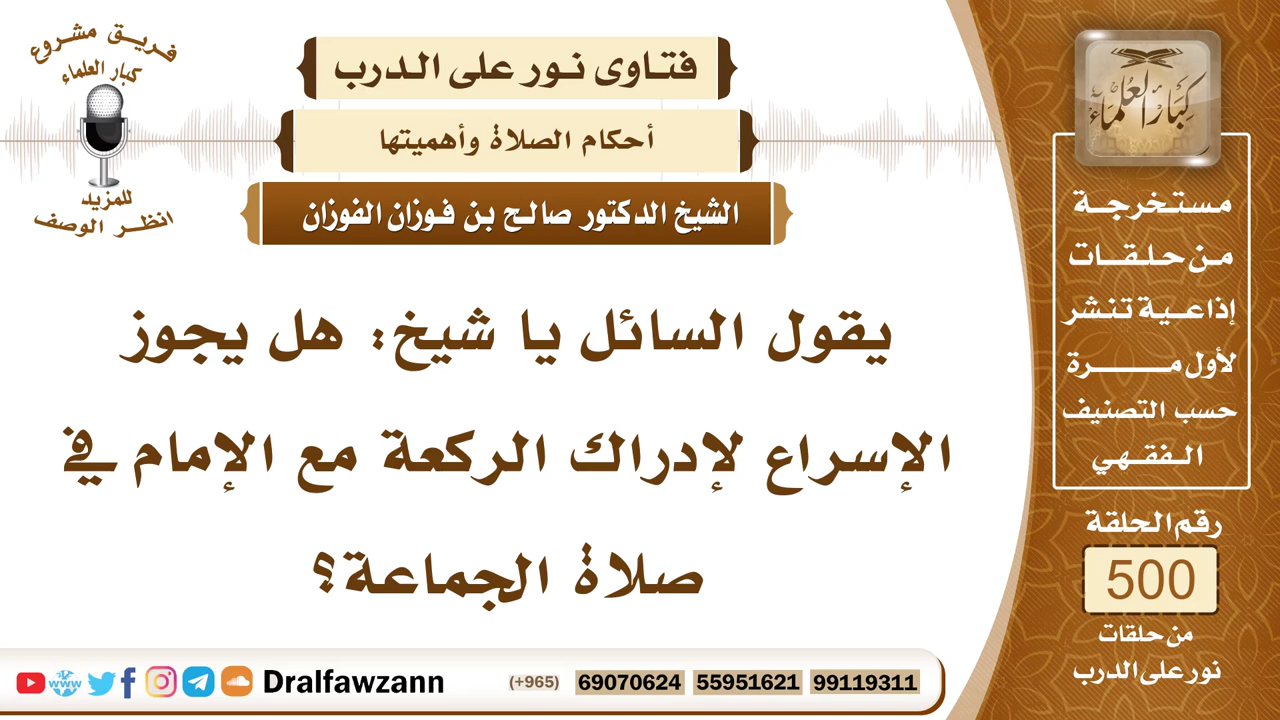 فريق مشروع
كبار العلماء
للمزيد
انظر الوصف
فتاوى نور على الدرب
أحكام الصلاة وأهميتها
الشيخ الدكتور صالح بن فوزان الفوزان
يقول السائل يا شيخ: هل يجوز
الإسراع لإدراك الركعة مع الإمام في
صلاة الجماعة؟
كبار العلماء
مستخرجة
من حلقات
إذاعية تنشر
لأول مرة
حسب التصنيف
الفقهي
رقم الحلقة
500
من حلقات
نور على الدرب
www Dralfawzann (+965) 69070624 55951621 99119311